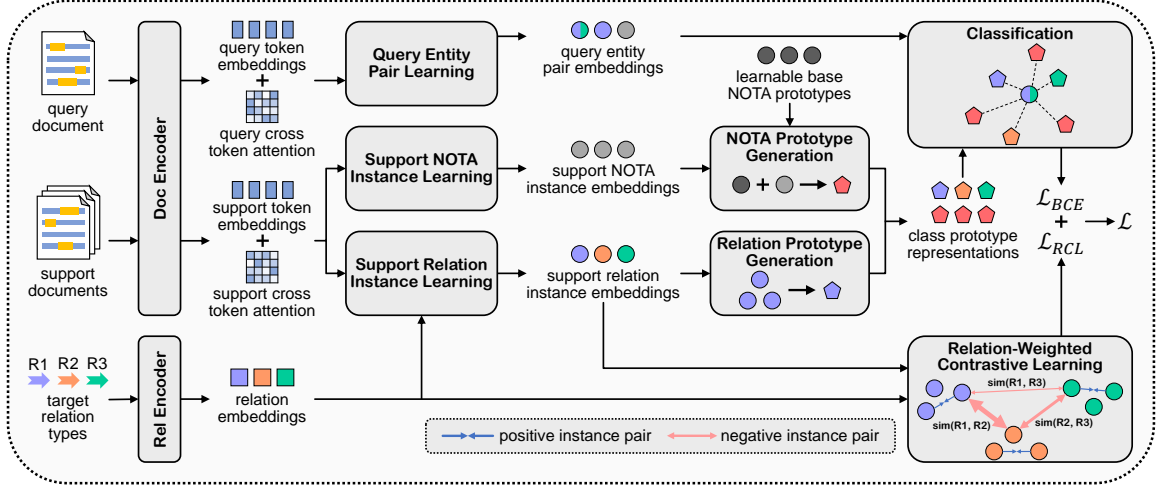 query
document
support
documents
R1 R2 R3
target
relation
types
Doc Encoder
Rel Encoder
query token
embeddings
+
query cross
token attention
support token
embeddings
+
support cross
token attention
relation
embeddings
Query Entity
Pair Learning
Support NOTA
Instance Learning
Support Relation
Instance Learning
query entity
pair embeddings
support NOTA
instance embeddings
support relation
instance embeddings
learnable base
NOTA prototypes
NOTA Prototype
Generation
+
Relation Prototype
Generation
Classification
class prototype
representations
ℒ_BCE
+
ℒ_RCL
ℒ
Relation-Weighted
Contrastive Learning
sim(R1, R3)
sim(R1, R2)
sim(R2, R3)
positive instance pair
negative instance pair